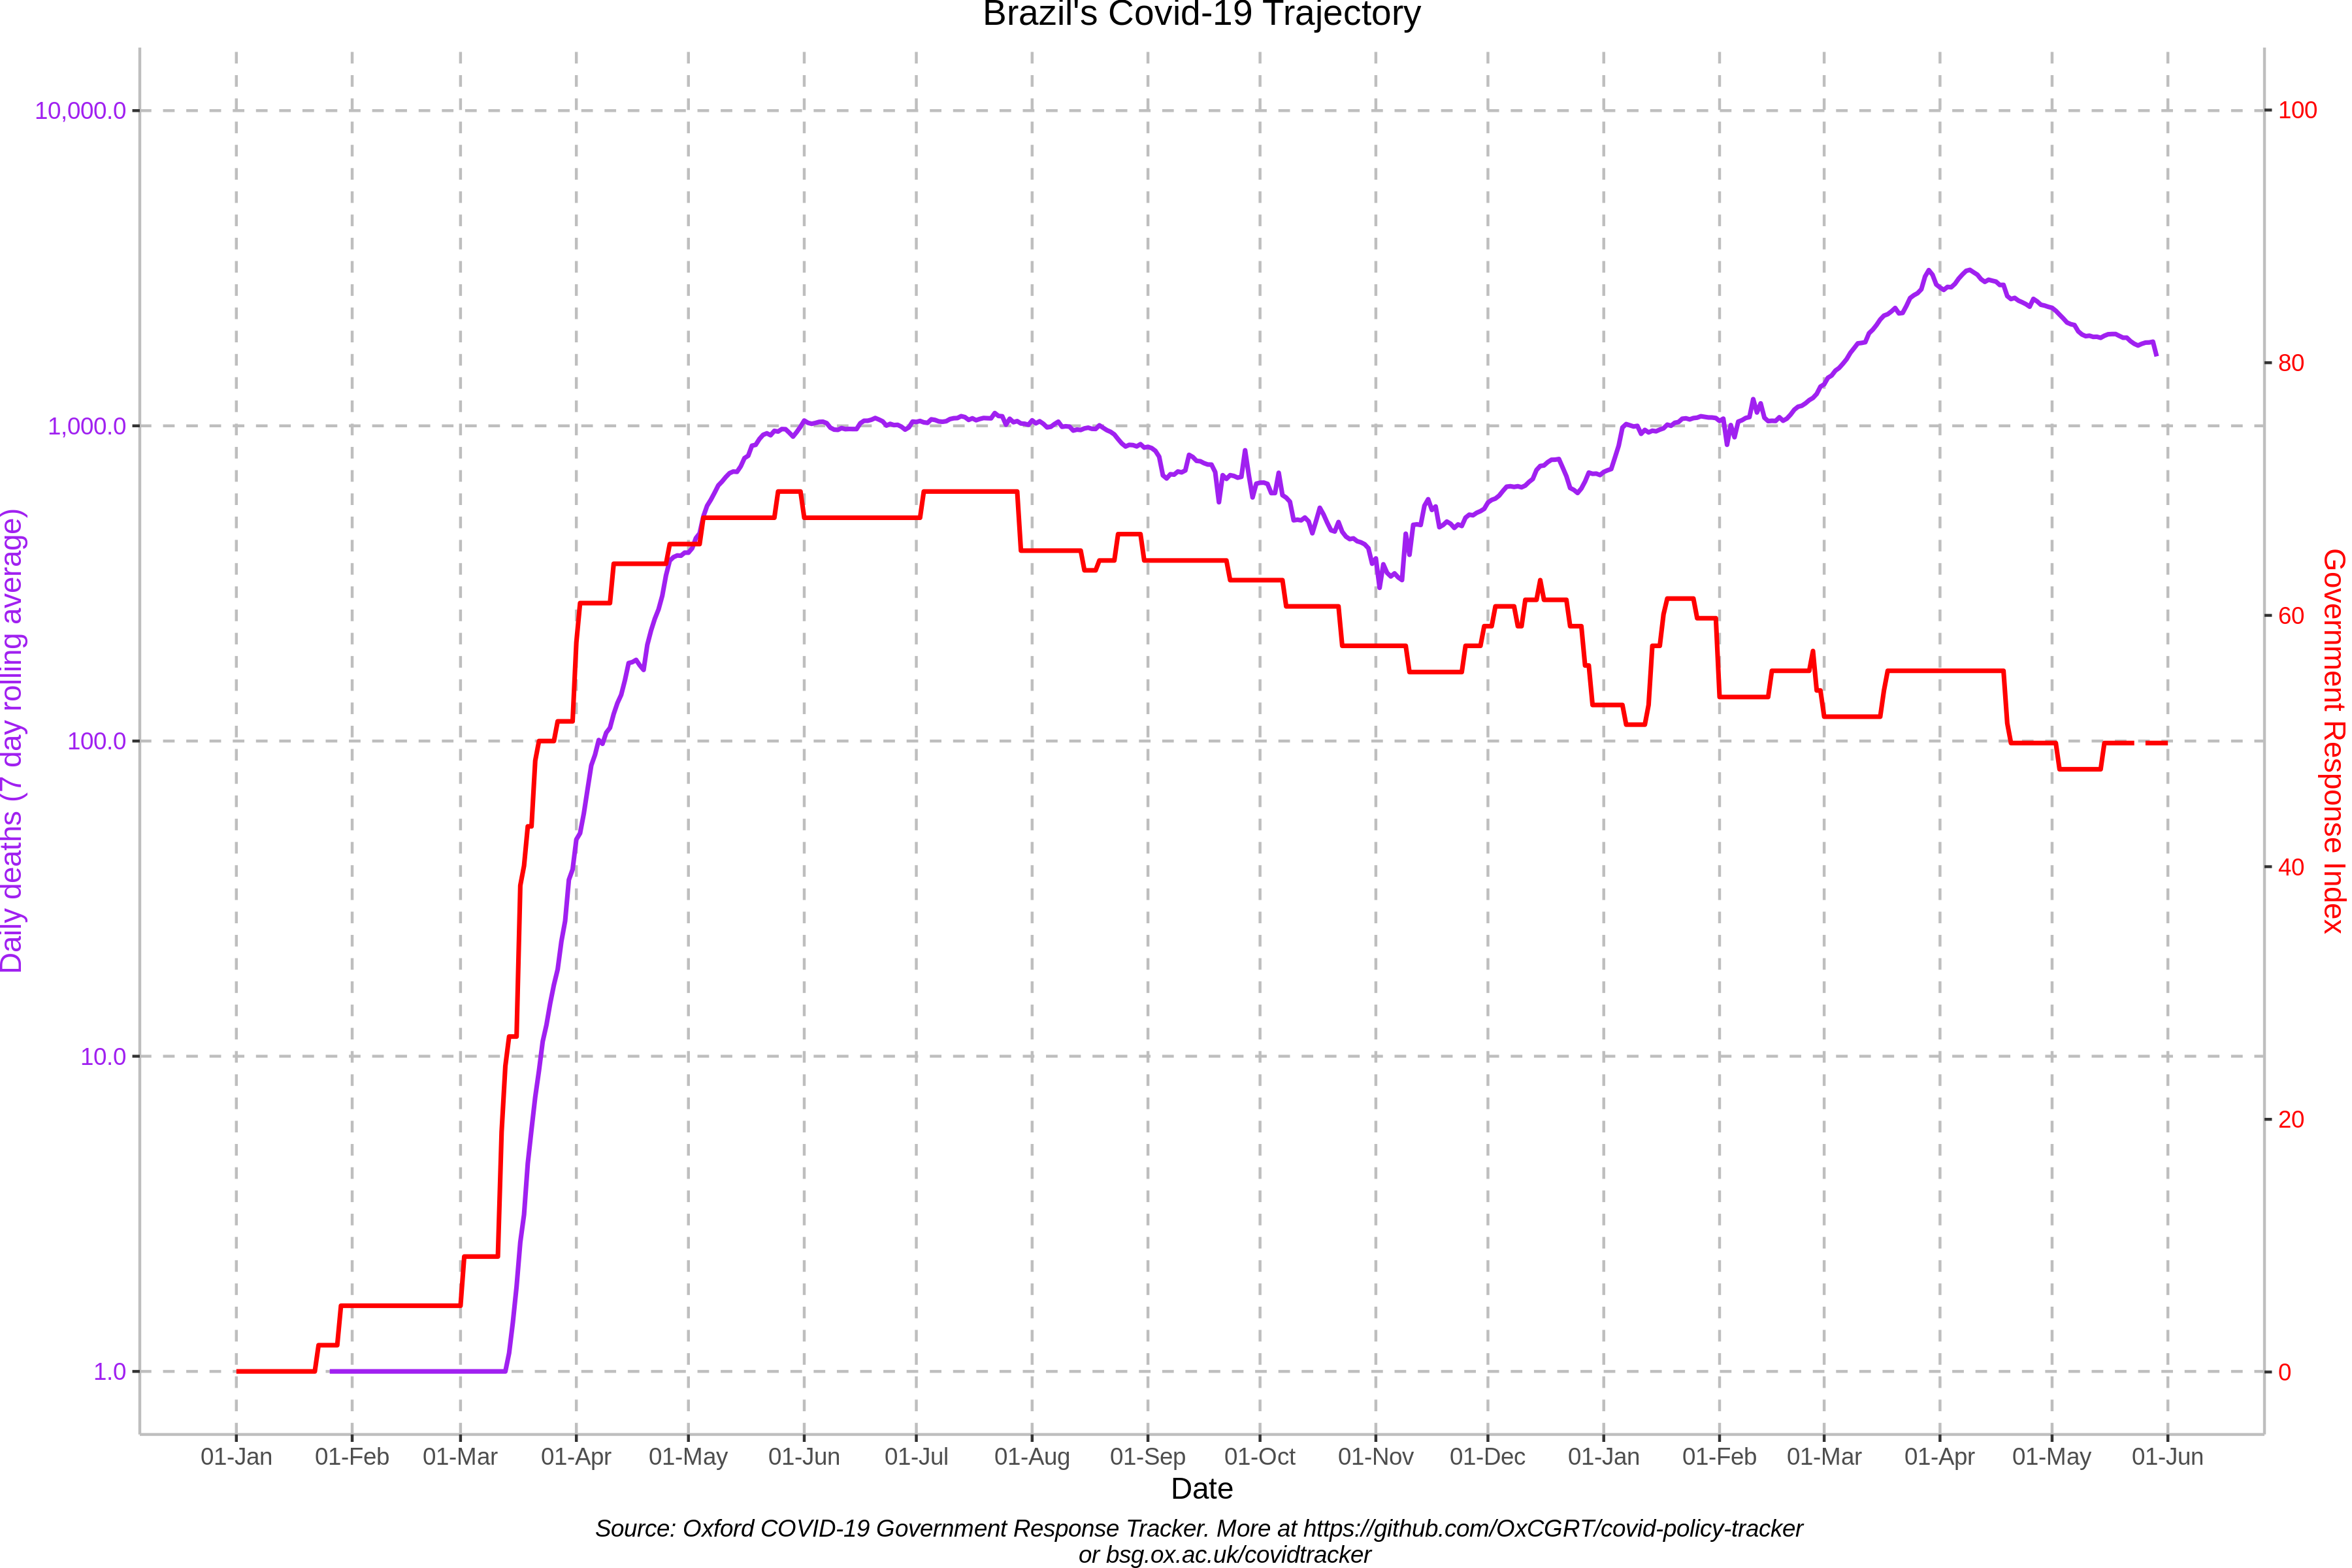 Brazil's Covid-19 Trajectory
Daily deaths (7 day rolling average)
10,000.0
1,000.0
100.0
10.0
1.0
100
80
60
40
20
0
Government Response Index
01-Jan 01-Feb 01-Mar 01-Apr 01-May 01-Jun 01-Jul 01-Aug 01-Sep 01-Oct 01-Nov 01-Dec 01-Jan 01-Feb 01-Mar 01-Apr 01-May 01-Jun
Date
Source: Oxford COVID-19 Government Response Tracker. More at https://github.com/OxCGRT/covid-policy-tracker
or bsg.ox.ac.uk/covidtracker